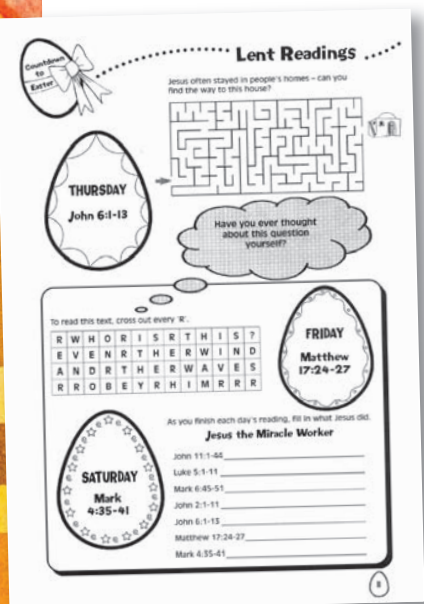 Countdown
to
Easter
Lent Readings
Jesus often stayed in people's homes – can you
find the way to this house?
THURSDAY
John 6:1-13
Have you ever thought
about this question
yourself?
To read this text, cross out every 'R'.
R W H O R I S R T H I S ?
E V E N R T H E R W I N D
A N D R T H E R W A V E S
R R O B E Y R H I M R R R
FRIDAY
Matthew
17:24-27
As you finish each day's reading, fill in what Jesus did.
Jesus the Miracle Worker
SATURDAY
Mark
4:35-41
John 11:1-44
Luke 5:1-11
Mark 6:45-51
John 2:1-11
John 6:1-13
Matthew 17:24-27
Mark 4:35-41
8